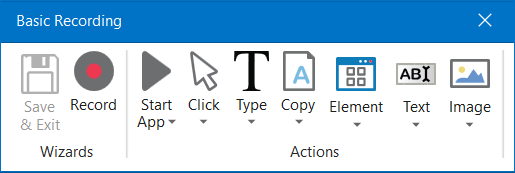 Basic Recording
Save
& Exit
Record
Start
App
Click
Type
Copy
Element
Text
Image
Wizards
Actions
T
A
ABI